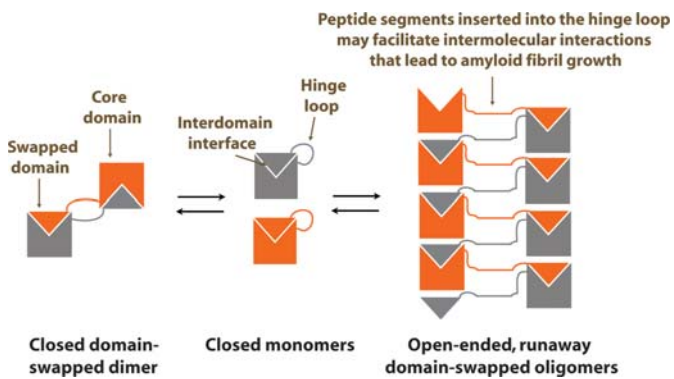 Peptide segments inserted into the hinge loop
may facilitate intermolecular interactions
that lead to amyloid fibril growth
Core
domain
Hinge
loop
Interdomain
interface
Swapped
domain
Closed domain-
swapped dimer
Closed monomers
Open-ended, runaway
domain-swapped oligomers